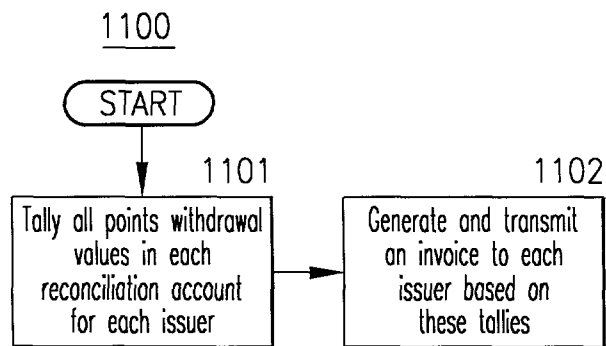 1100
START
1101
Tally all points withdrawal
values in each
reconciliation account
for each issuer
1102
Generate and transmit
an invoice to each
issuer based on
these tallies